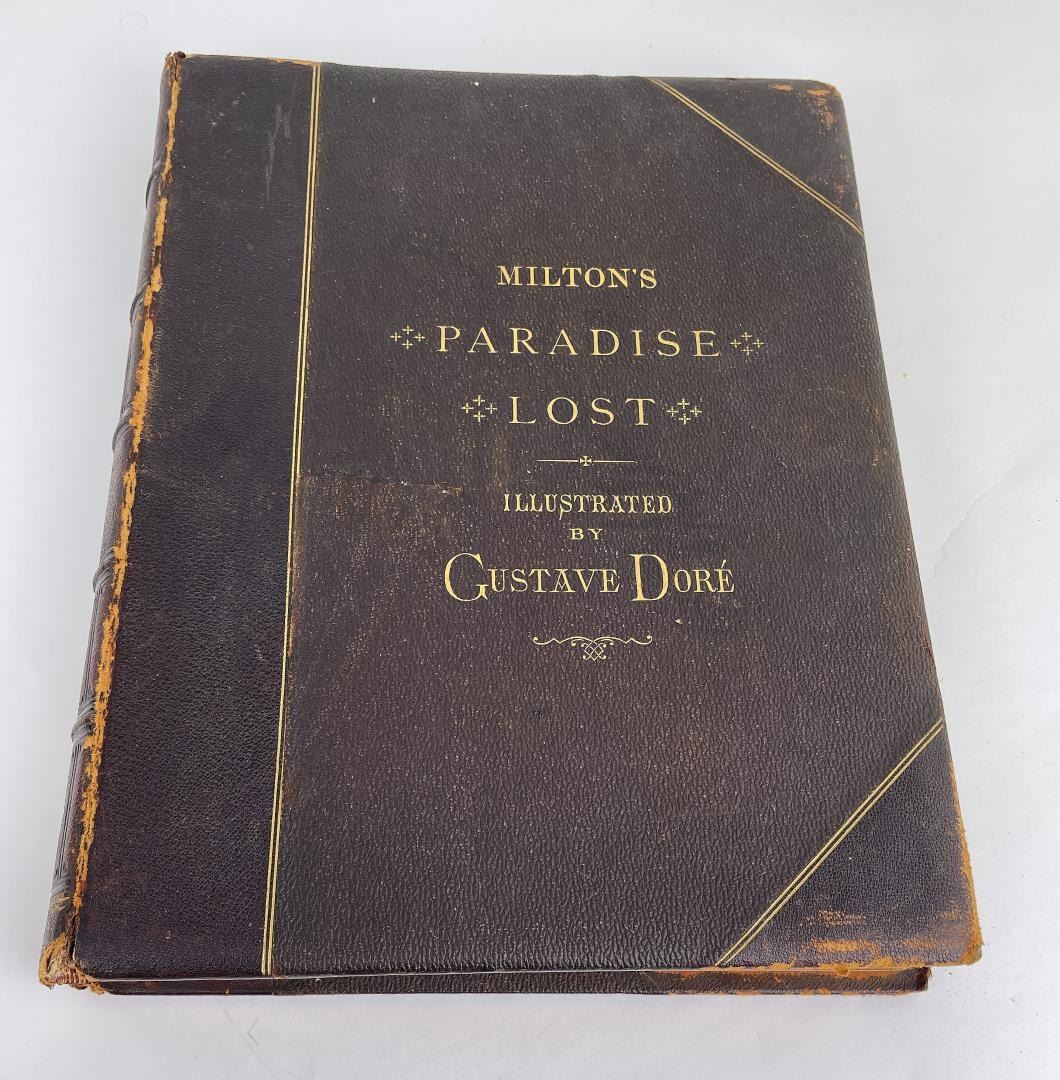 MILTON'S
PARADISE
LOST
ILLUSTRATED
BY
GUSTAVE DORÉ